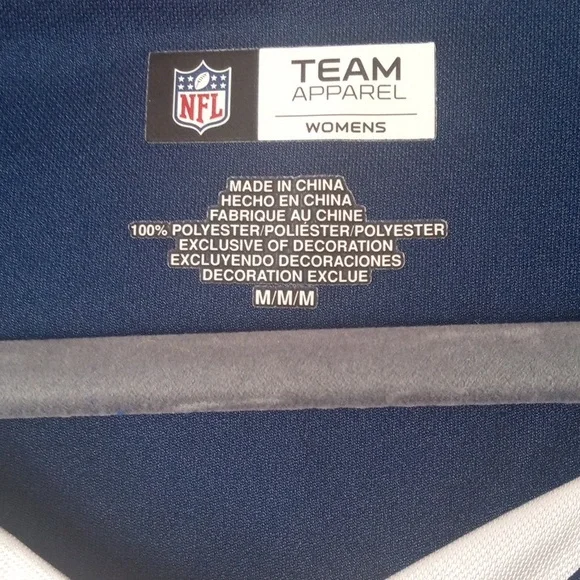 NFL
TEAM
APPAREL
WOMENS
MADE IN CHINA
HECHO EN CHINA
FABRIQUE AU CHINE
100% POLYESTER/POLIÉSTER/POLYESTER
EXCLUSIVE OF DECORATION
EXCLUYENDO DECORACIONES
DECORATION EXCLUE
M/M/M